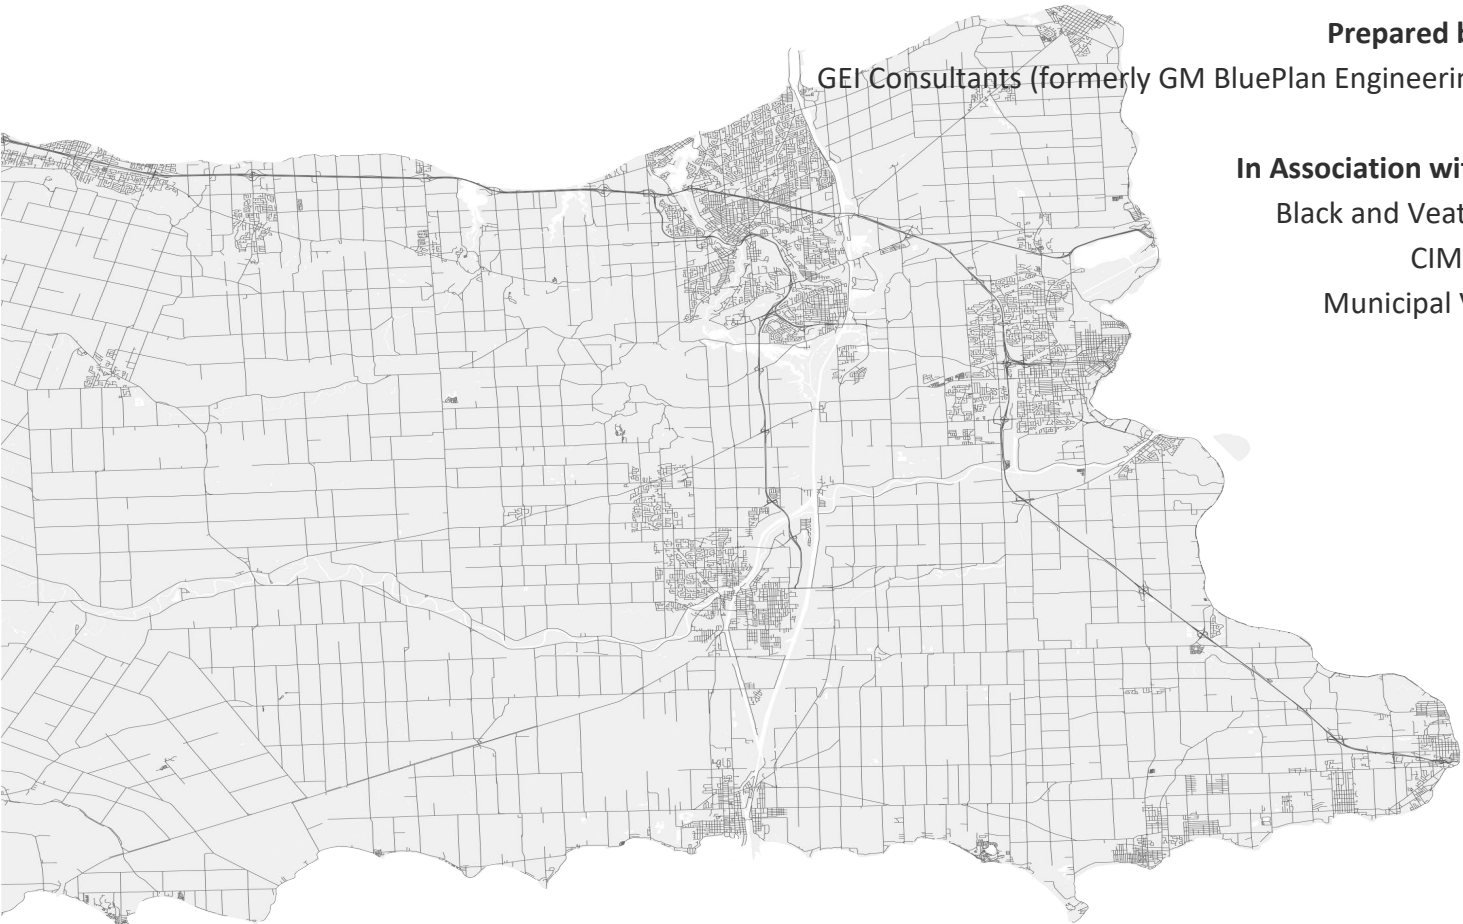 Prepared b
GEI Consultants (formerly GM BluePlan Engineerin
In Association wit
Black and Veat
CIM
Municipal V